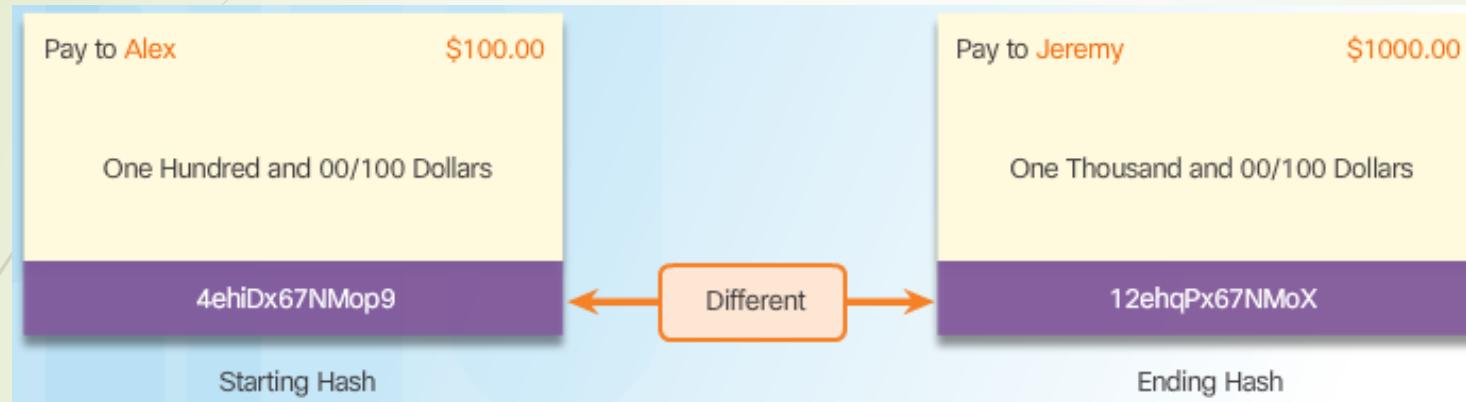 Pay to Alex $100.00
One Hundred and 00/100 Dollars
4ehiDx67NMop9
Starting Hash
Different
Pay to Jeremy $1000.00
One Thousand and 00/100 Dollars
12ehqPx67NMoX
Ending Hash